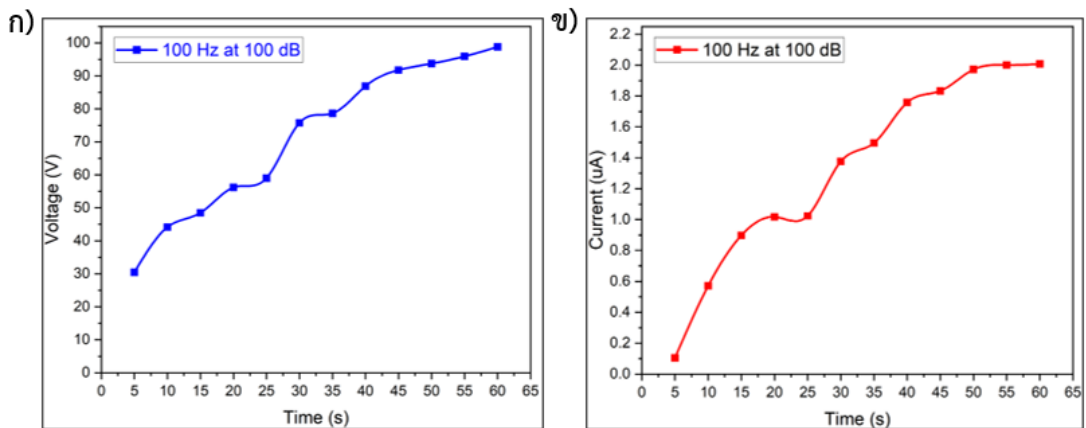 ก)
100 Hz at 100 dB
100
90
80
70
60
50
40
30
20
10
0
Voltage (V)
0 5 10 15 20 25 30 35 40 45 50 55 60 65
Time (s)
ข)
100 Hz at 100 dB
2.2
2.0
1.8
1.6
1.4
1.2
1.0
0.8
0.6
0.4
0.2
0.0
Current (uA)
0 5 10 15 20 25 30 35 40 45 50 55 60 65
Time (s)